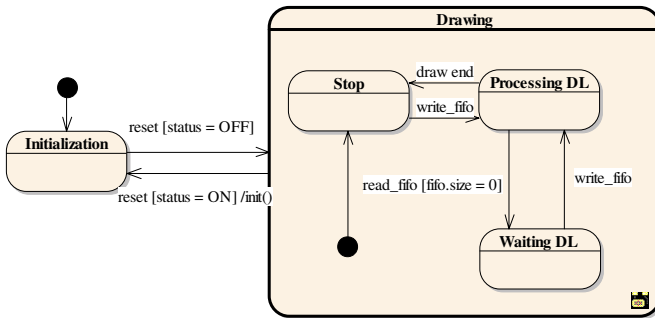 Drawing
draw end
Stop
Processing DL
write_fifo
reset [status = OFF]
Initialization
read_fifo [fifo.size = 0]
write_fifo
reset [status = ON] /init()
Waiting DL